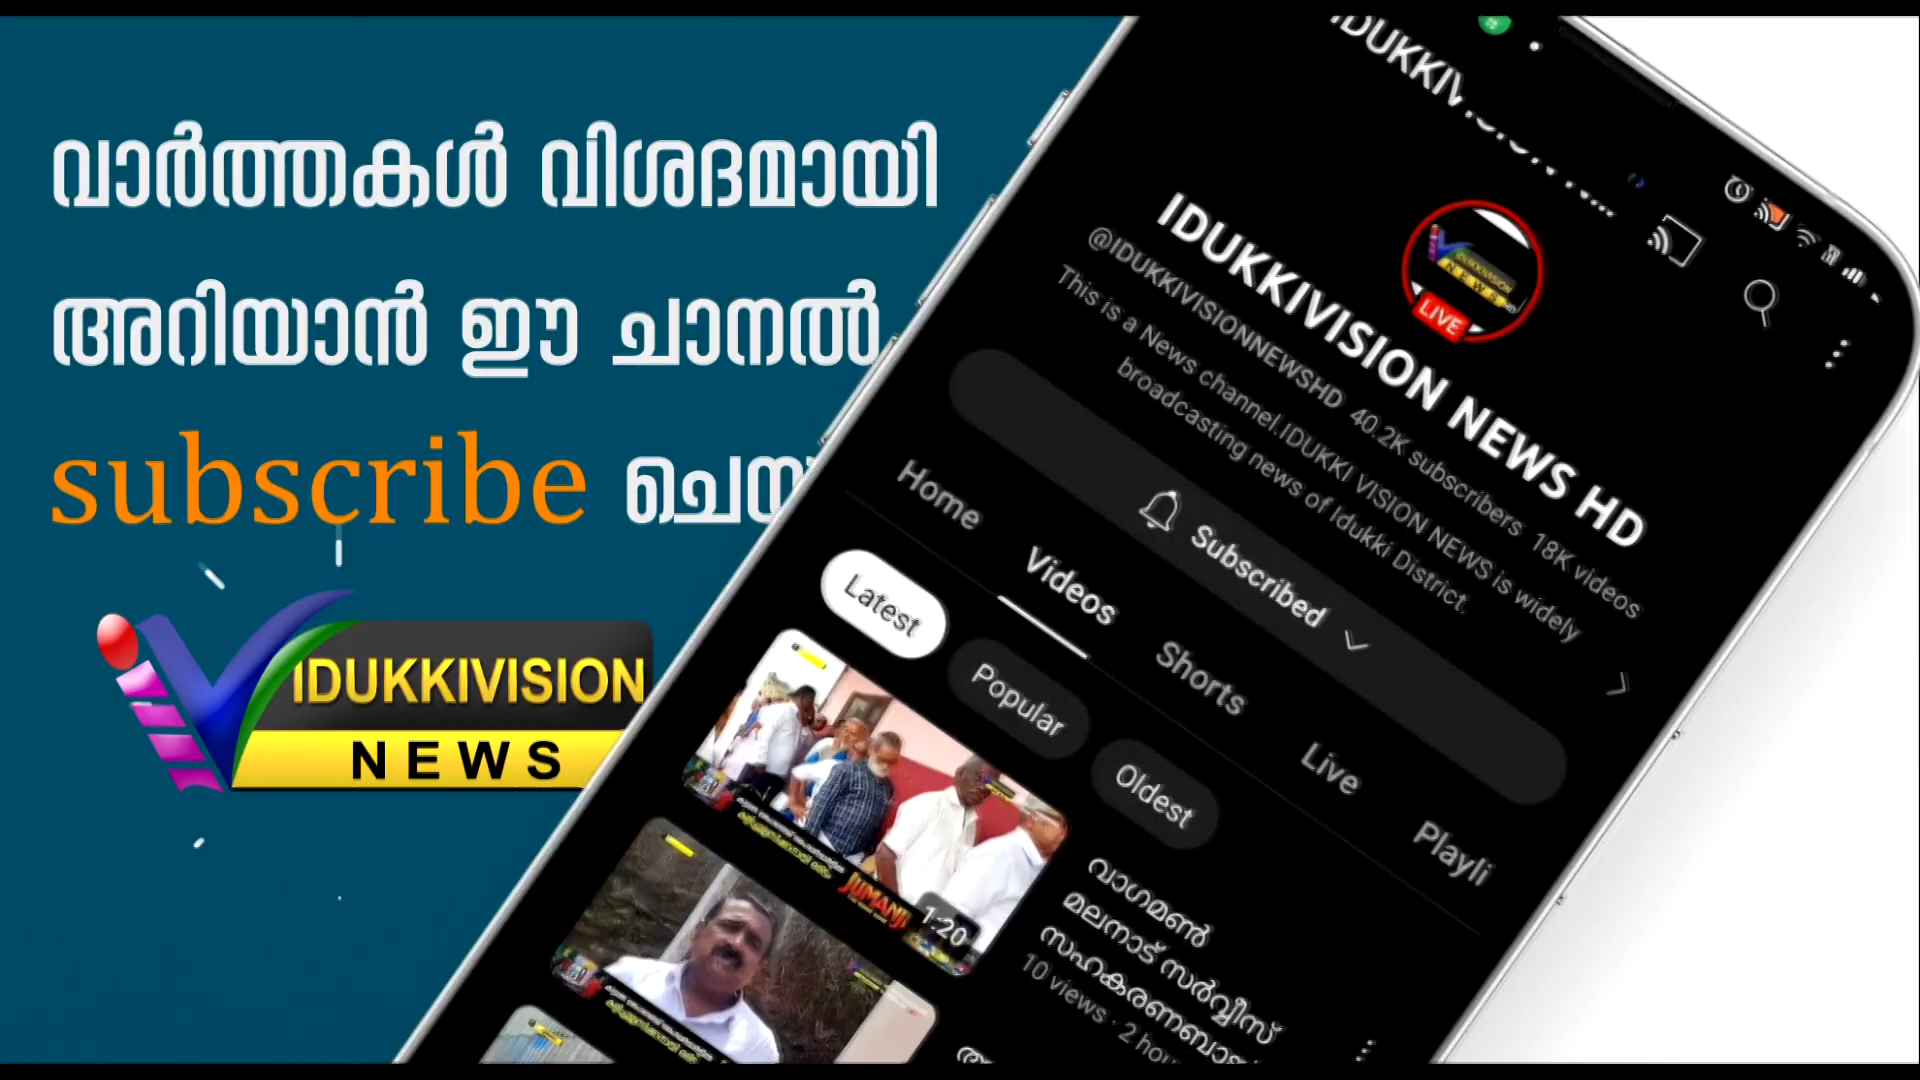 വാർത്തകൾ വിശദമായി
അറിയാൻ ഈ ചാനൽ
subscribe
IDUKKIVISION
NEWS
LIVE
IDUKKIVISION NEWS HD
@IDUKKIVISIONNEWSHD 40.2K subscribers 18K videos
This is a News channel.IDUKKI VISION NEWS is widely
broadcasting news of Idukki District.
Subscribed
Home Videos Shorts Live Playli
Latest Popular Oldest
JUMANJI
1:20
വാഗമൺ
മലനാട് സർവ്വീസ്
10 views · 2